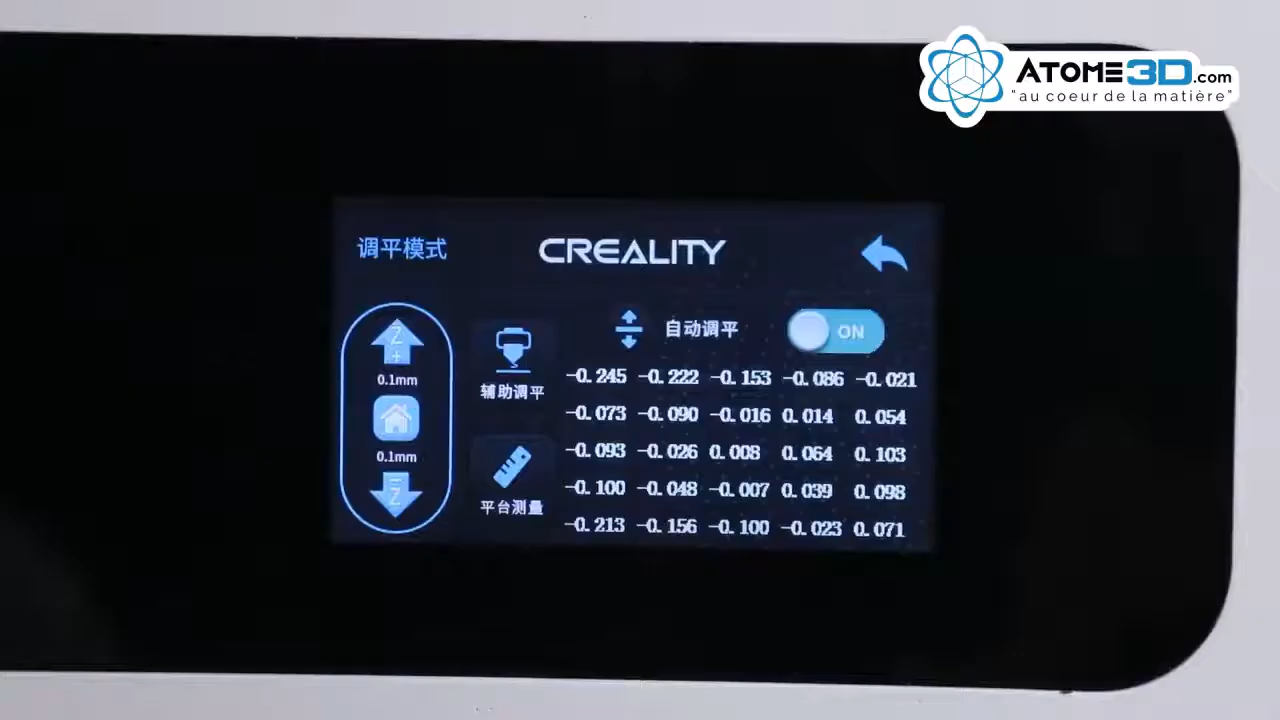 ATOME3D.com
"au coeur de la matière"
调平模式
CREALITY
Z
+
0.1mm
0.1mm
Z
辅助调平
平台测量
自动调平
ON
-0.245 -0.222 -0.153 -0.086 -0.021
-0.073 -0.090 -0.016 0.014 0.054
-0.093 -0.026 0.008 0.064 0.103
-0.100 -0.048 -0.007 0.039 0.098
-0.213 -0.156 -0.100 -0.023 0.071